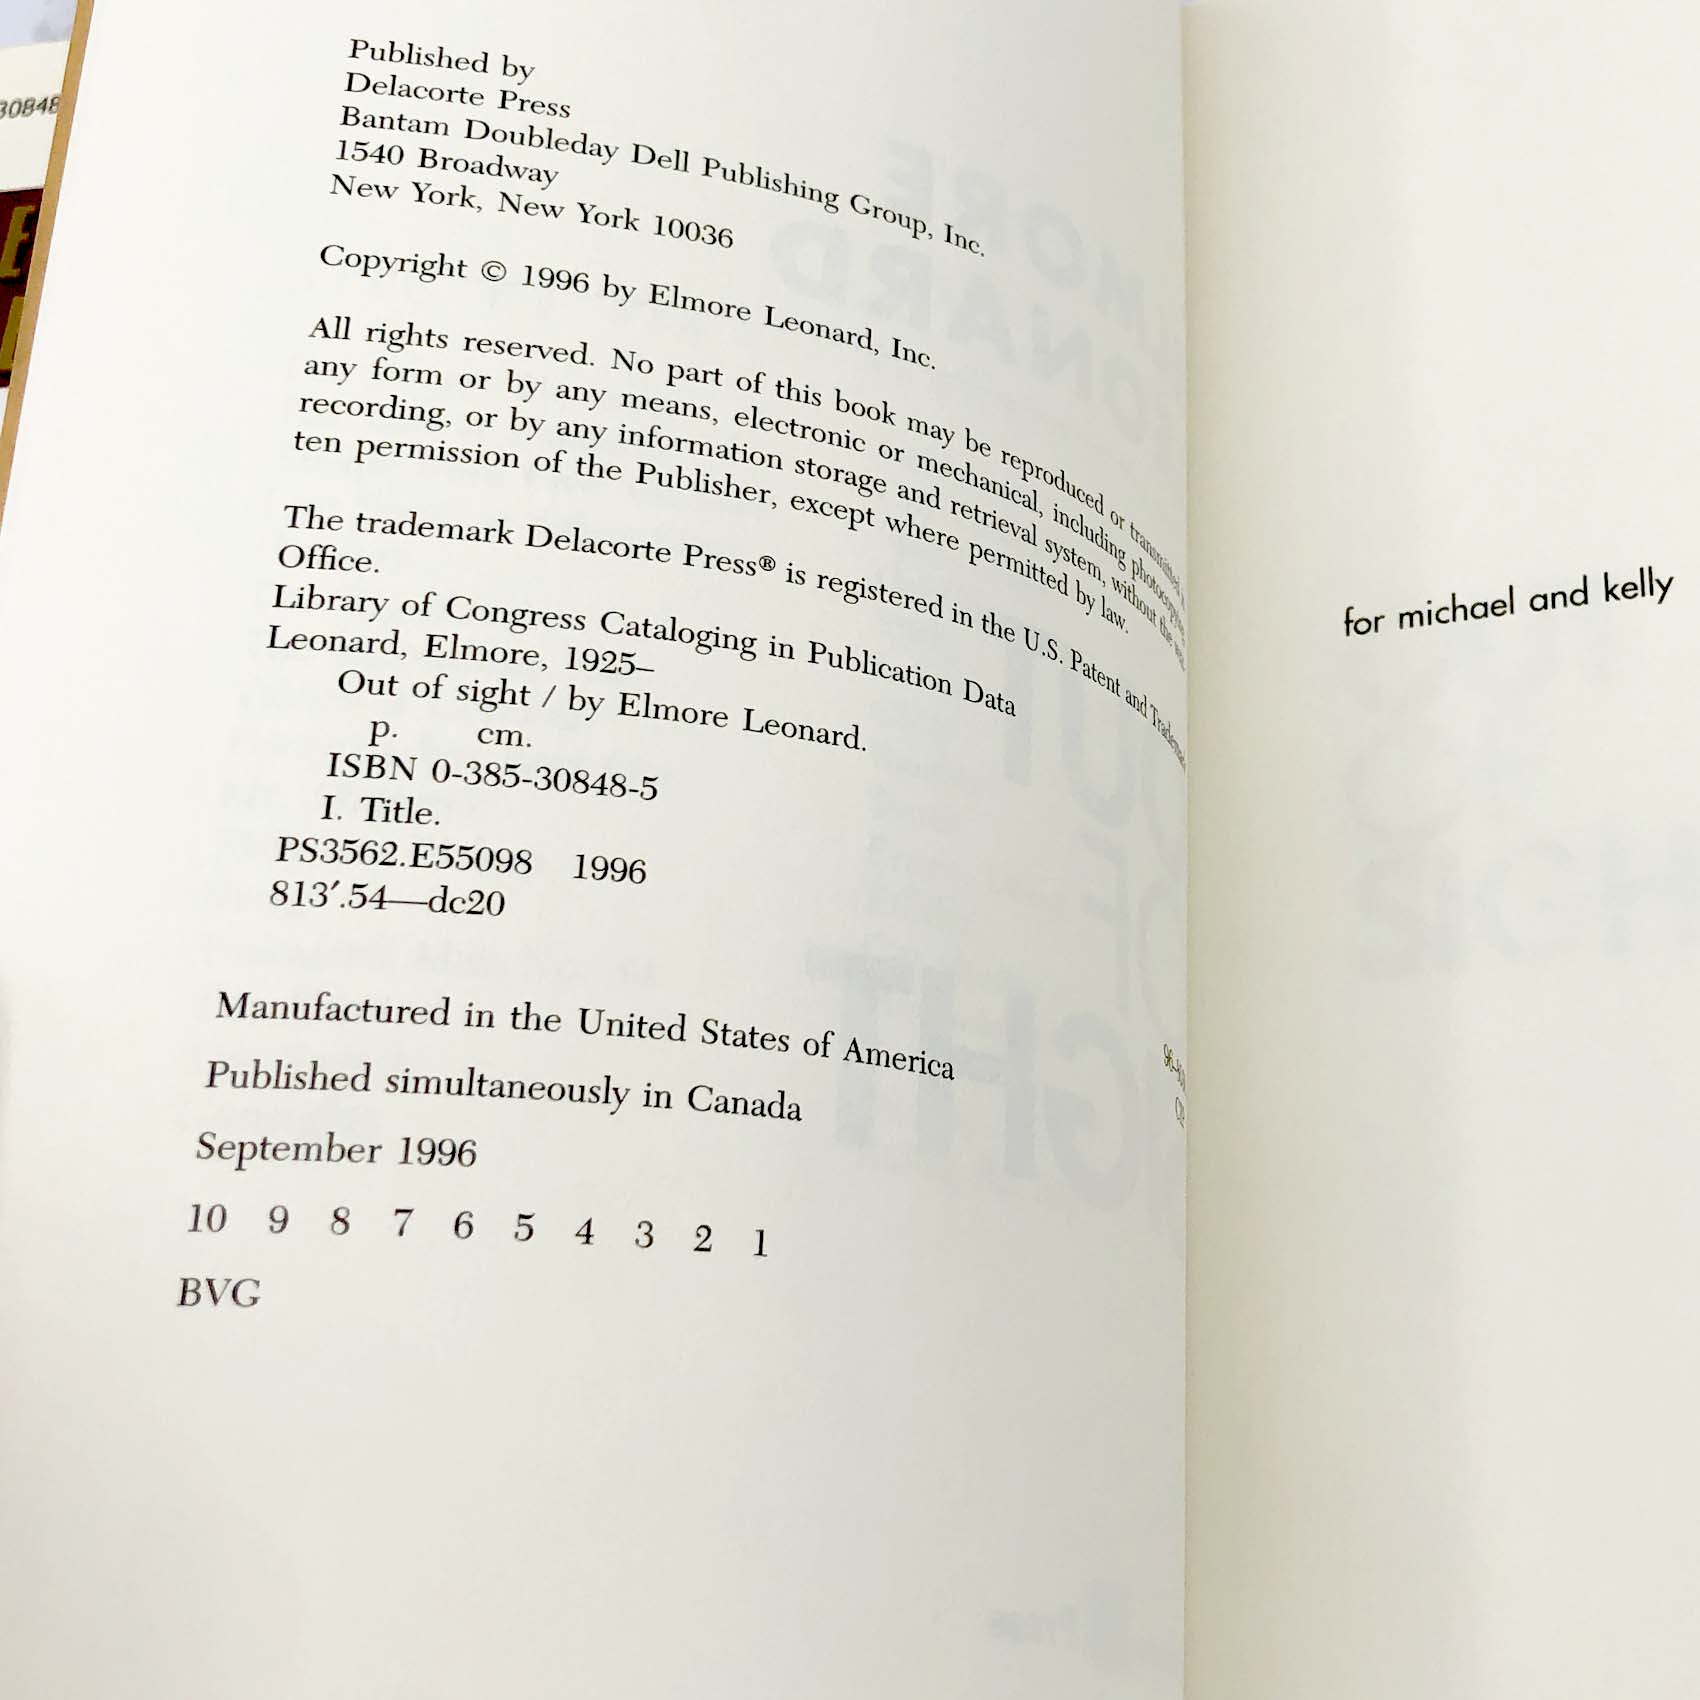 30848
Published by
Delacorte Press
Bantam Doubleday Dell Publishing Group, Inc.
1540 Broadway
New York, New York 10036
Copyright © 1996 by Elmore Leonard, Inc.
All rights reserved. No part of this book may be reproduced or transmitted
any form or by any means, electronic or mechanical, including photocopying,
recording, or by any information storage and retrieval system, without the
ten permission of the Publisher, except where permitted by law.
The trademark Delacorte Press® is registered in the U.S. Patent and Trademark
Office.
Library of Congress Cataloging in Publication Data
Leonard, Elmore, 1925–
Out of sight / by Elmore Leonard.
p. cm.
ISBN 0-385-30848-5
I. Title.
PS3562.E55098 1996
813′.54—dc20
Manufactured in the United States of America
Published simultaneously in Canada
September 1996
10 9 8 7 6 5 4 3 2 1
BVG
for michael and kelly